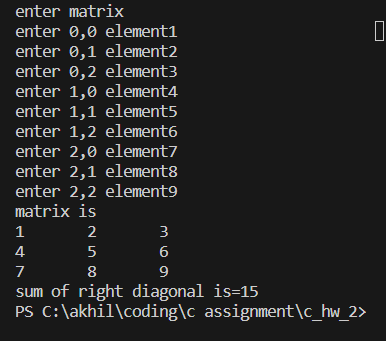 enter matrix
enter 0,0 element1
enter 0,1 element2
enter 0,2 element3
enter 1,0 element4
enter 1,1 element5
enter 1,2 element6
enter 2,0 element7
enter 2,1 element8
enter 2,2 element9
matrix is
1 2 3
4 5 6
7 8 9
sum of right diagonal is=15
PS C:\akhil\coding\c assignment\c_hw_2>